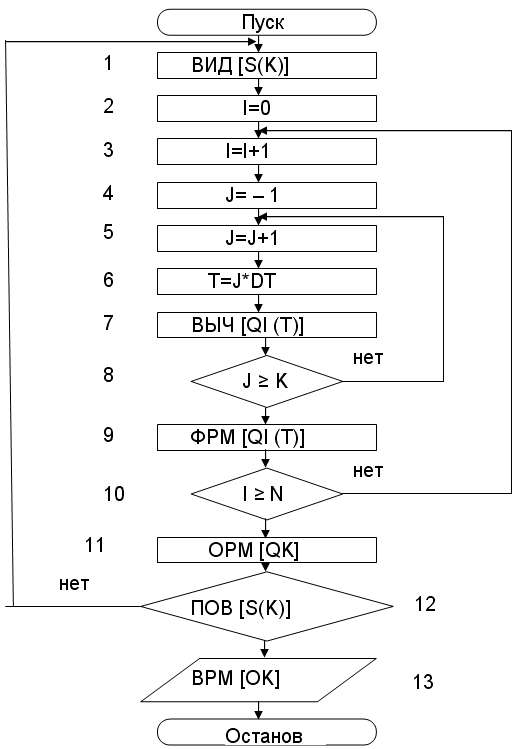 Пуск
1 ВИД [S(K)]
2 I=0
3 I=I+1
4 J= – 1
5 J=J+1
6 T=J*DT
7 ВЫЧ [QI (T)]
нет
8 J ≥ K
9 ФРМ [QI (T)]
нет
10 I ≥ N
11 ОРМ [QK]
нет
ПОВ [S(K)] 12
ВРМ [OK] 13
Останов